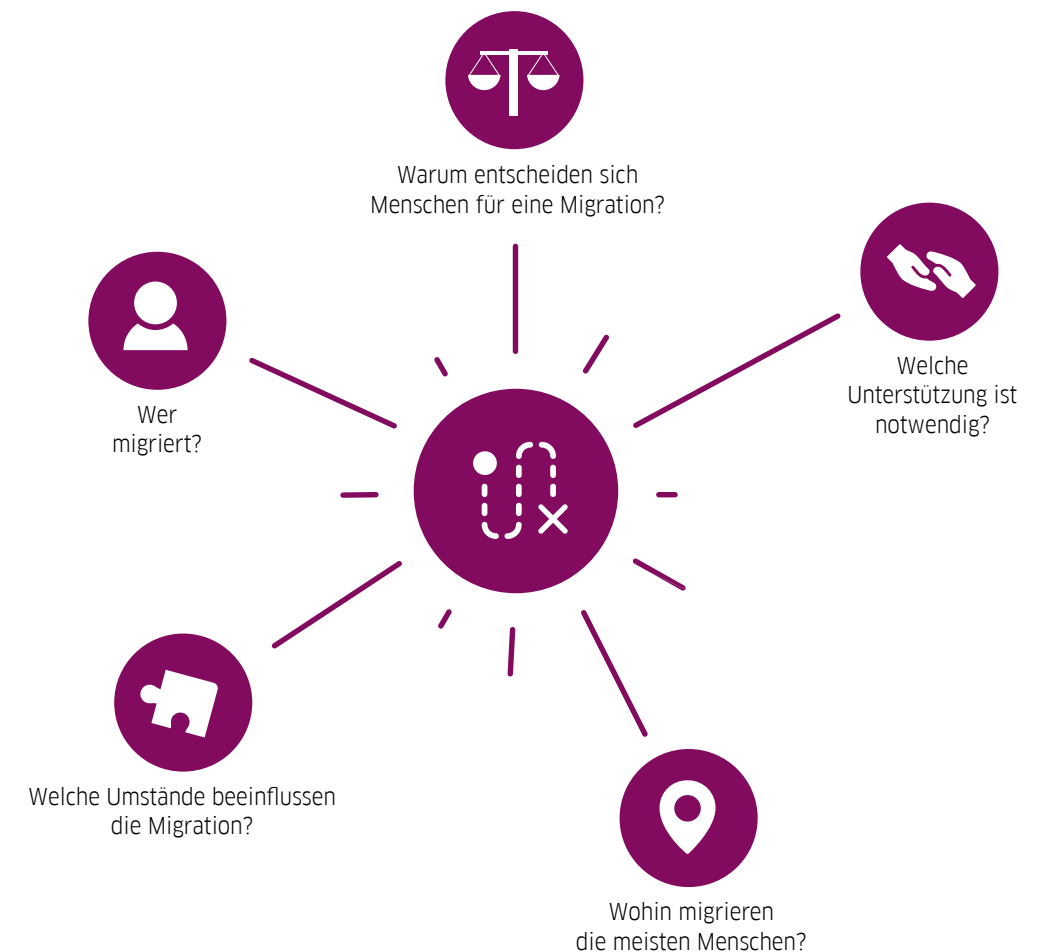 Warum entscheiden sich
Menschen für eine Migration?
Welche
Unterstützung ist
notwendig?
Wer
migriert?
Welche Umstände beeinflussen
die Migration?
Wohin migrieren
die meisten Menschen?